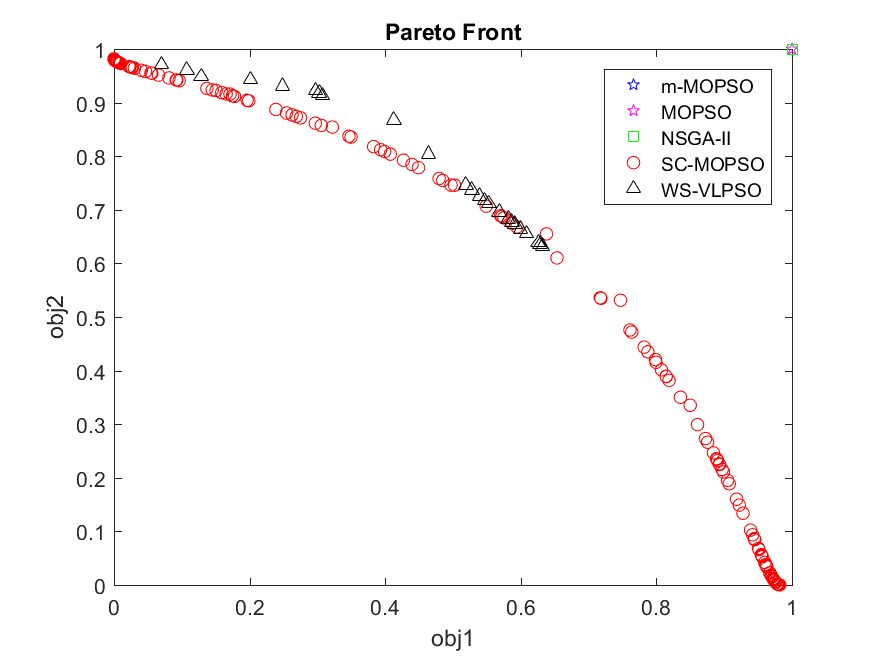 Pareto Front
1
0.9
0.8
0.7
0.6
0.5
0.4
0.3
0.2
0.1
0
obj2
m-MOPSO
MOPSO
NSGA-II
SC-MOPSO
WS-VLPSO
0 0.2 0.4 0.6 0.8 1
obj1